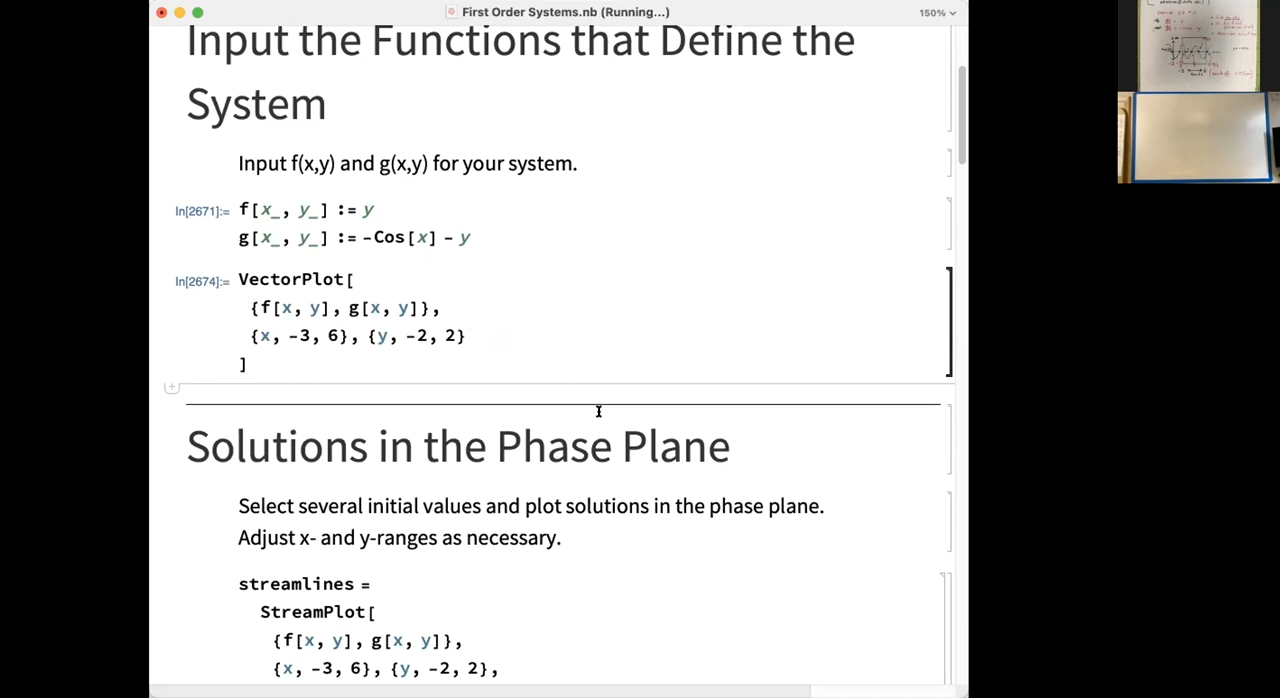 First Order Systems.nb (Running...)
150%
Input the Functions that Define the
System
Input f(x,y) and g(x,y) for your system.
In[2671]:= f[x_, y_] := y
g[x_, y_] := -Cos[x] - y
In[2674]:= VectorPlot[
{f[x, y], g[x, y]},
{x, -3, 6}, {y, -2, 2}
]
Solutions in the Phase Plane
Select several initial values and plot solutions in the phase plane.
Adjust x- and y-ranges as necessary.
streamlines =
StreamPlot[
{f[x, y], g[x, y]},
{x, -3, 6}, {y, -2, 2},